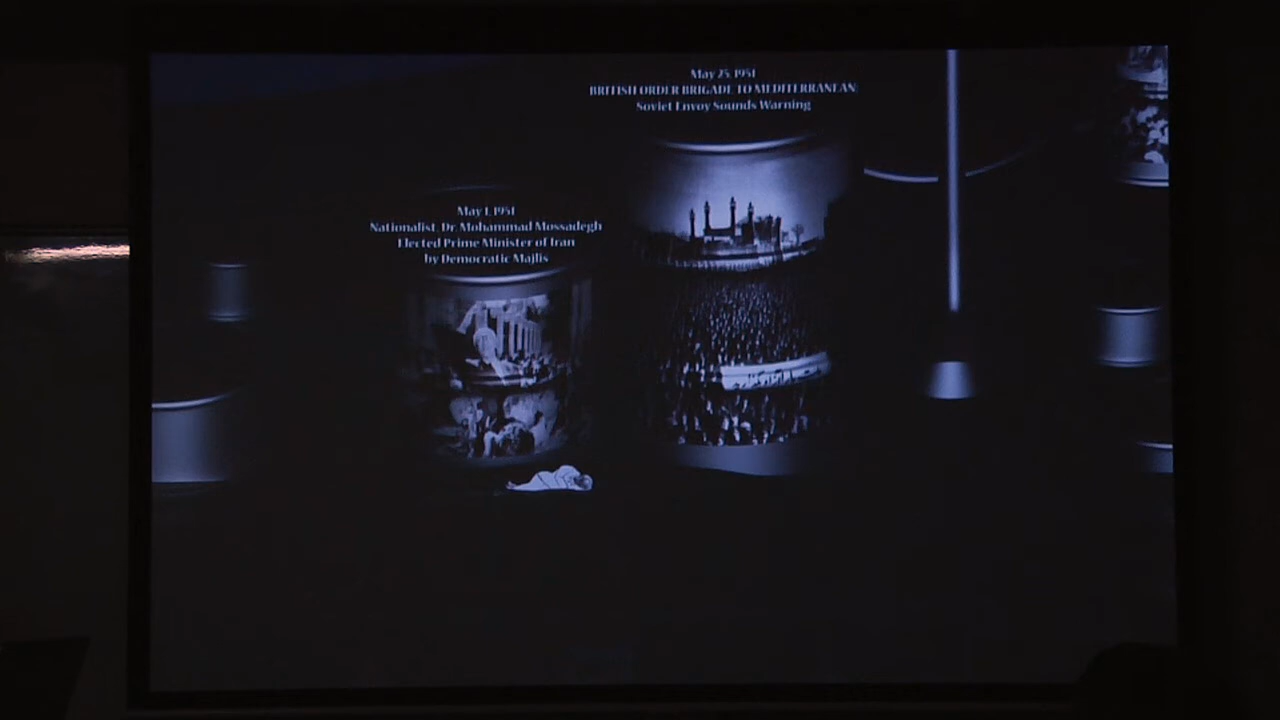 May 25, 1951
BRITISH ORDER BRIGADE TO MEDITERRANEAN
Soviet Envoy Sounds Warning
May 1, 1951
Nationalist, Dr. Mohammad Mossadegh
Elected Prime Minister of Iran
by Democratic Majlis